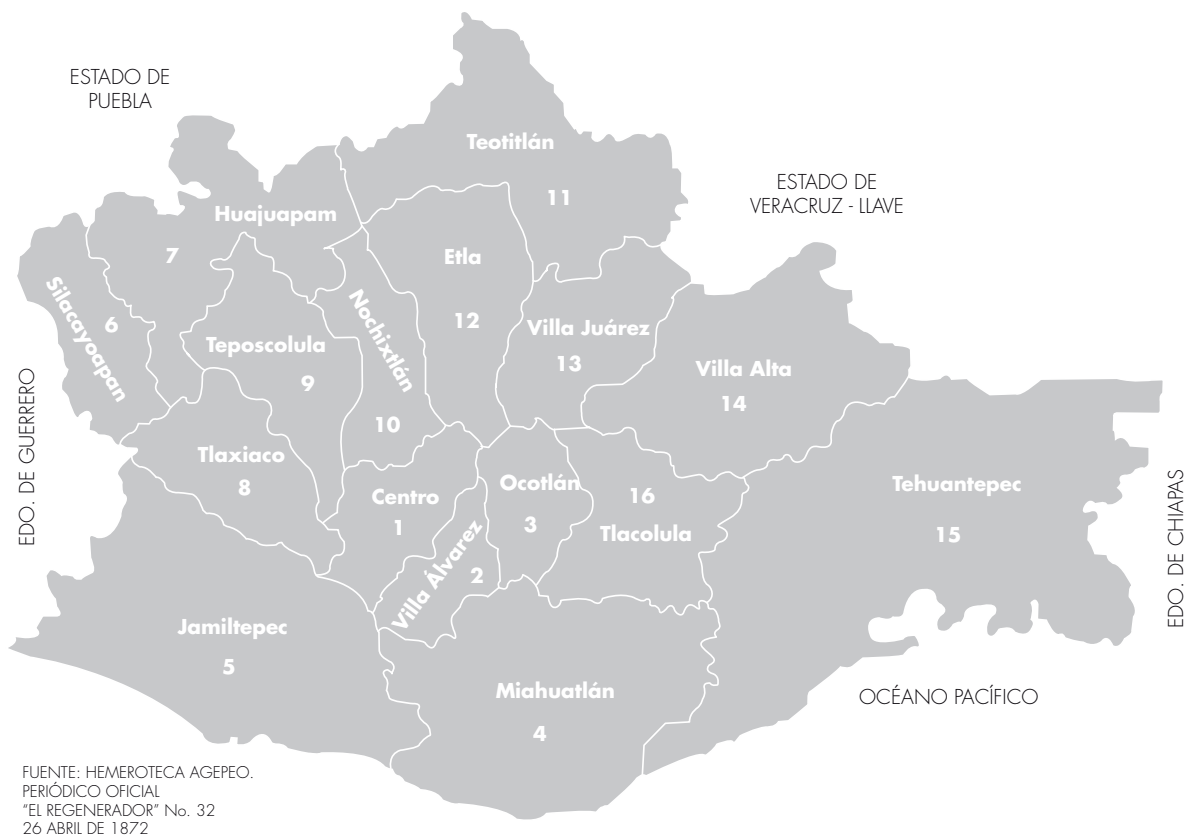 ESTADO DE
PUEBLA
Teotitlán
11
ESTADO DE
VERACRUZ - LLAVE
Huajuapam
7
Etla
12
Silacayoapan
6
Nochixtlán
10
Villa Juárez
13
Teposcolula
9
Villa Alta
14
EDO. DE GUERRERO
Tlaxiaco
8
Centro
1
Ocotlán
3
16
Tlacolula
Tehuantepec
15
EDO. DE CHIAPAS
Villa Álvarez
2
Jamiltepec
5
Miahuatlán
4
OCÉANO PACÍFICO
FUENTE: HEMEROTECA AGEPEO.
PERIÓDICO OFICIAL
"EL REGENERADOR" No. 32
26 ABRIL DE 1872